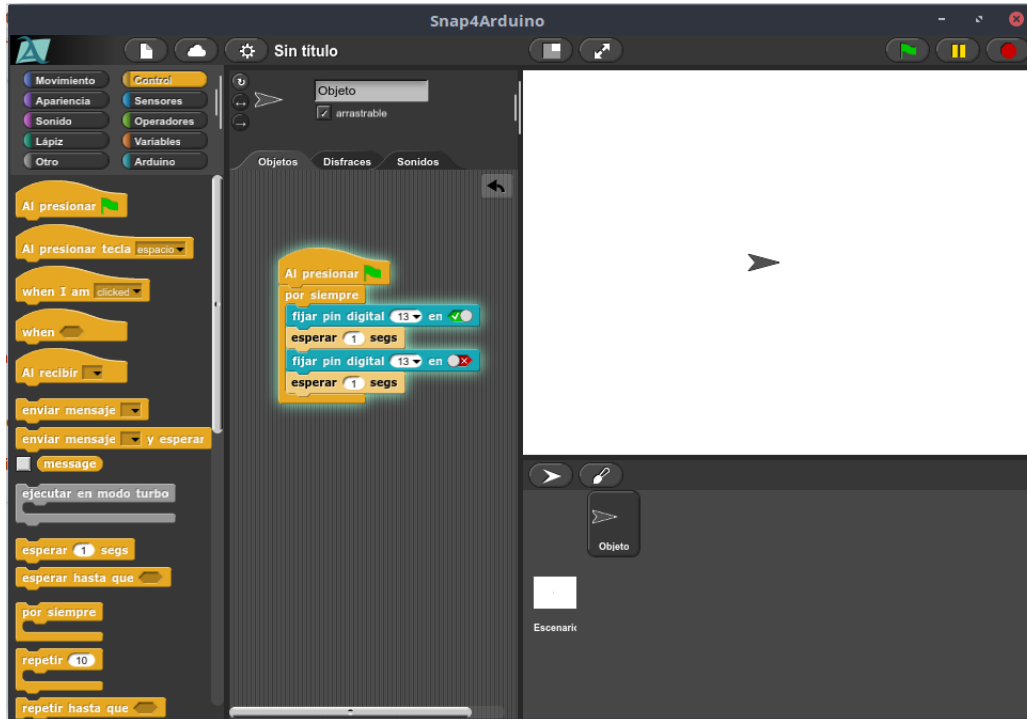 Snap4Arduino
Sin título
Movimiento
Control
Apariencia
Sensores
Sonido
Operadores
Lápiz
Variables
Otro
Arduino
Al presionar
Al presionar tecla espacio
when I am clicked
when
Al recibir
enviar mensaje
enviar mensaje y esperar
message
ejecutar en modo turbo
esperar 1 segs
esperar hasta que
por siempre
repetir 10
repetir hasta que
Objeto
arrastrable
Objetos
Disfraces
Sonidos
Al presionar
por siempre
fijar pin digital 13 en
esperar 1 segs
fijar pin digital 13 en
esperar 1 segs
Objeto
Escenario